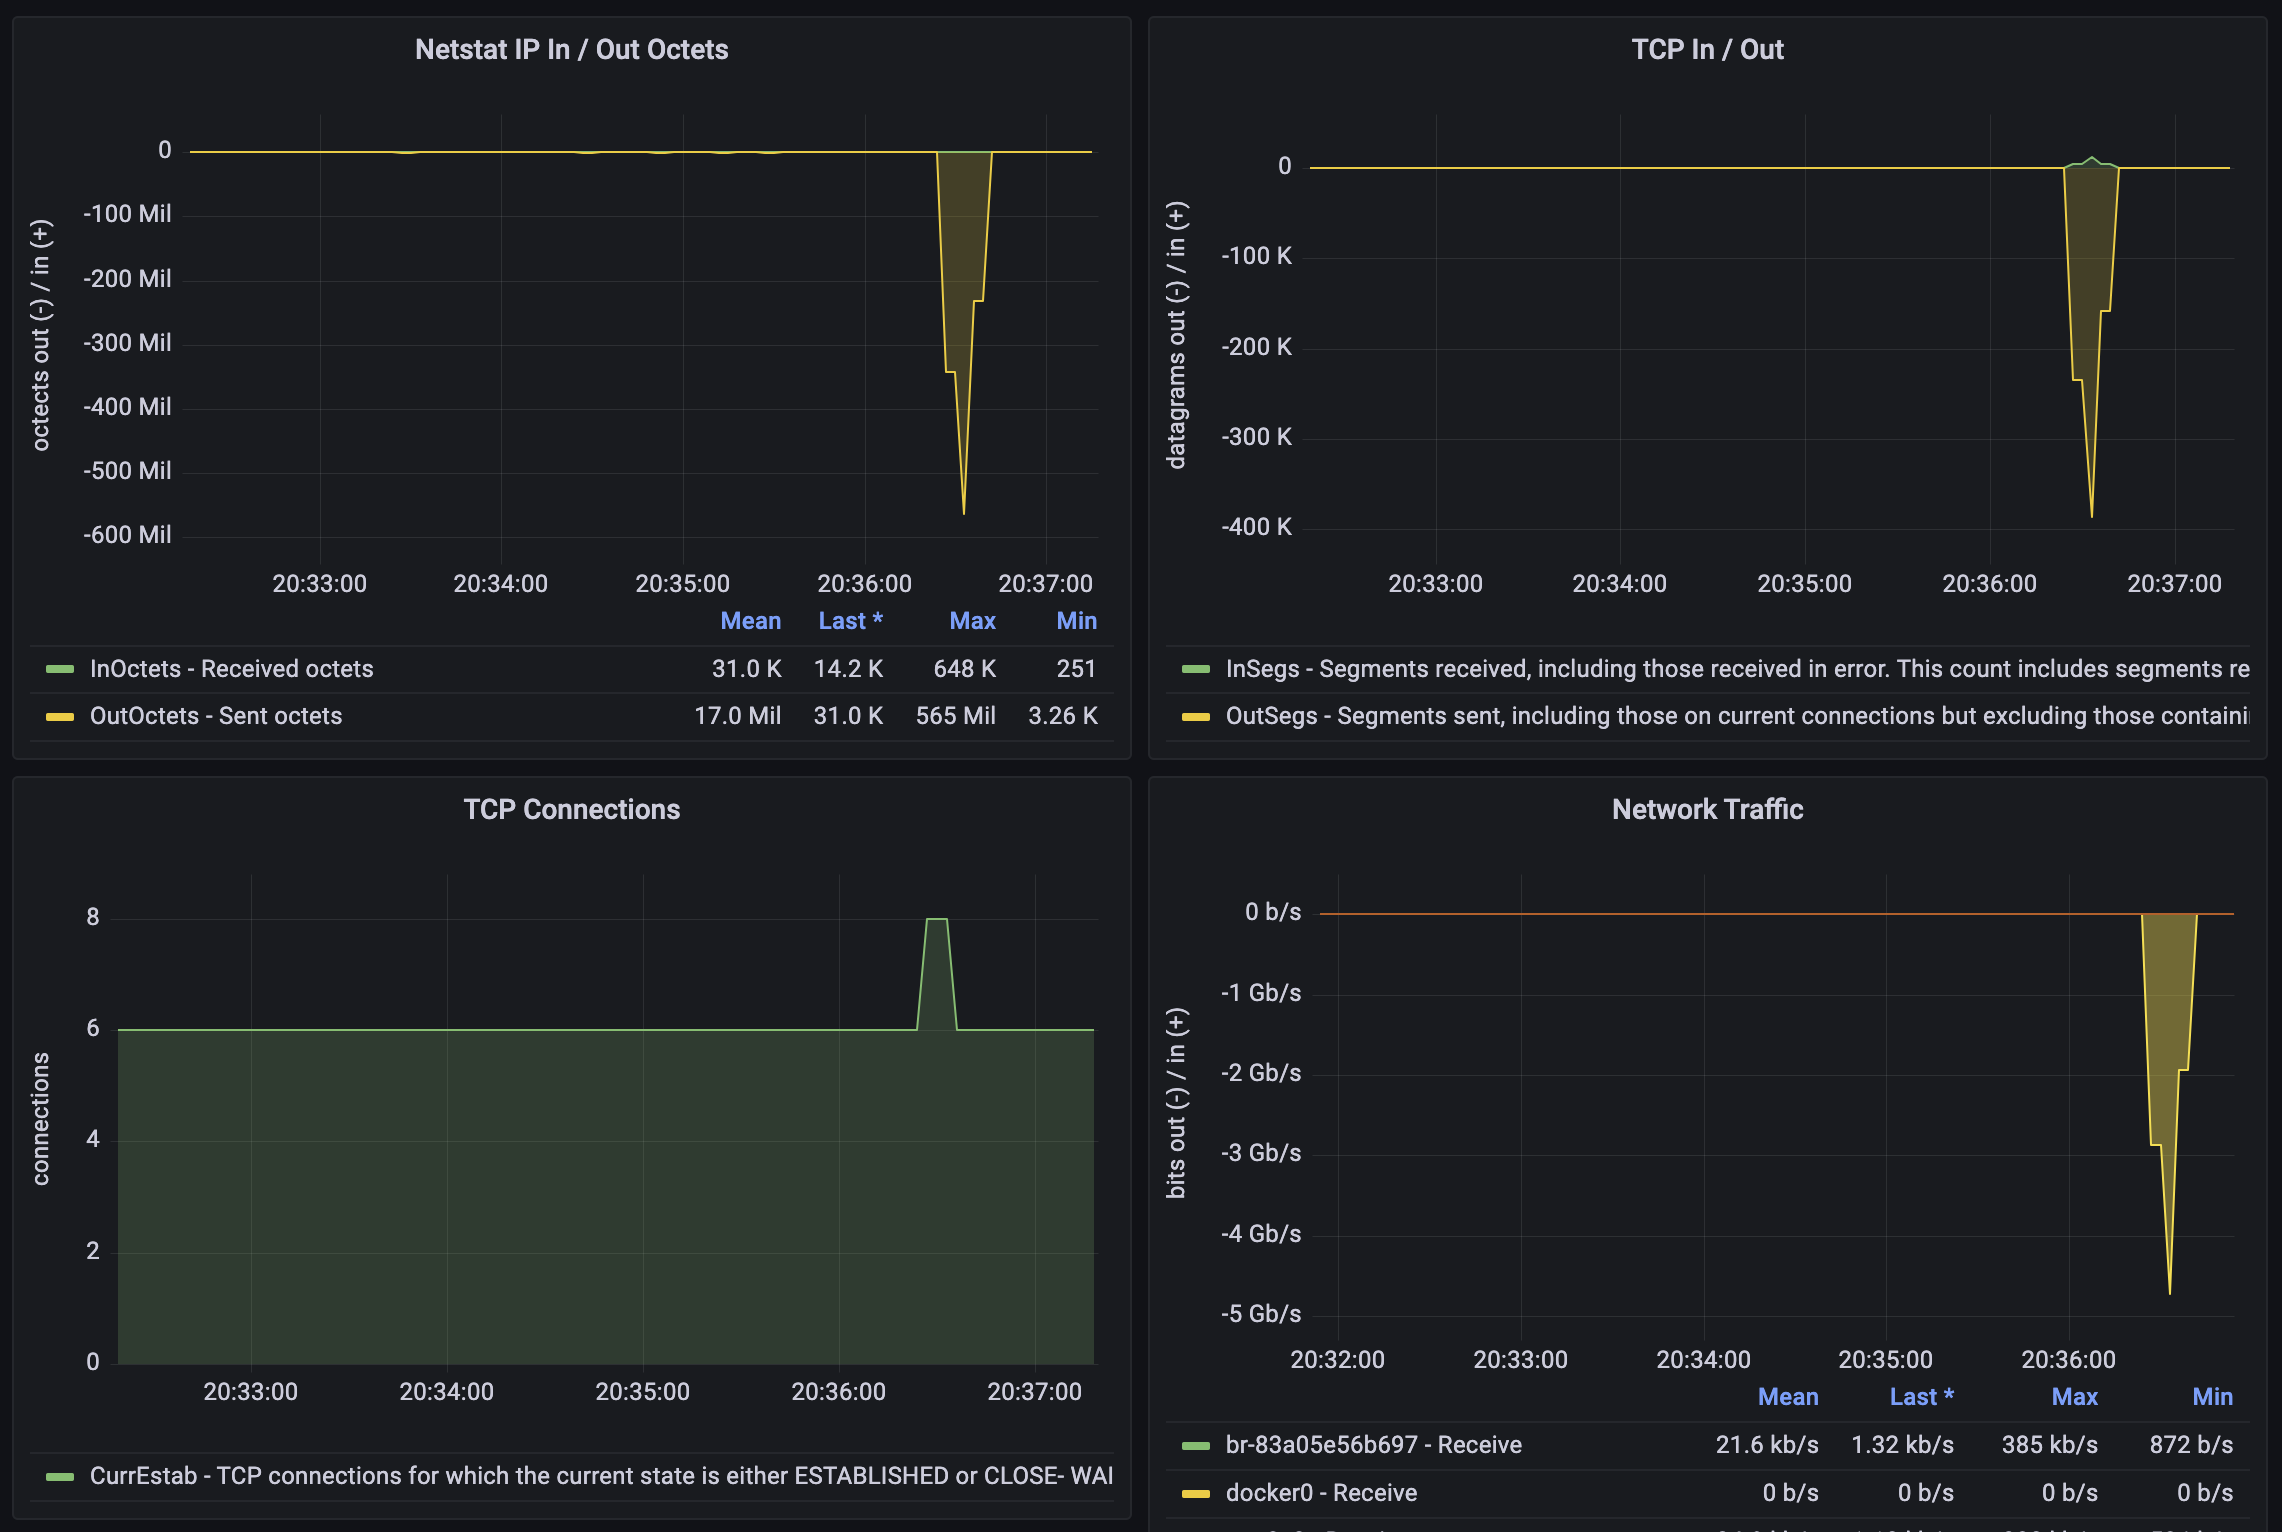 Netstat IP In / Out Octets
octects out (-) / in (+)
0
-100 Mil
-200 Mil
-300 Mil
-400 Mil
-500 Mil
-600 Mil
20:33:00 20:34:00 20:35:00 20:36:00 20:37:00
Mean Last * Max Min
InOctets - Received octets 31.0 K 14.2 K 648 K 251
OutOctets - Sent octets 17.0 Mil 31.0 K 565 Mil 3.26 K
TCP In / Out
datagrams out (-) / in (+)
0
-100 K
-200 K
-300 K
-400 K
20:33:00 20:34:00 20:35:00 20:36:00 20:37:00
InSegs - Segments received, including those received in error. This count includes segments re
OutSegs - Segments sent, including those on current connections but excluding those containi
TCP Connections
connections
8
6
4
2
0
20:33:00 20:34:00 20:35:00 20:36:00 20:37:00
CurrEstab - TCP connections for which the current state is either ESTABLISHED or CLOSE- WAI
Network Traffic
bits out (-) / in (+)
0 b/s
-1 Gb/s
-2 Gb/s
-3 Gb/s
-4 Gb/s
-5 Gb/s
20:32:00 20:33:00 20:34:00 20:35:00 20:36:00
Mean Last * Max Min
br-83a05e56b697 - Receive 21.6 kb/s 1.32 kb/s 385 kb/s 872 b/s
docker0 - Receive 0 b/s 0 b/s 0 b/s 0 b/s